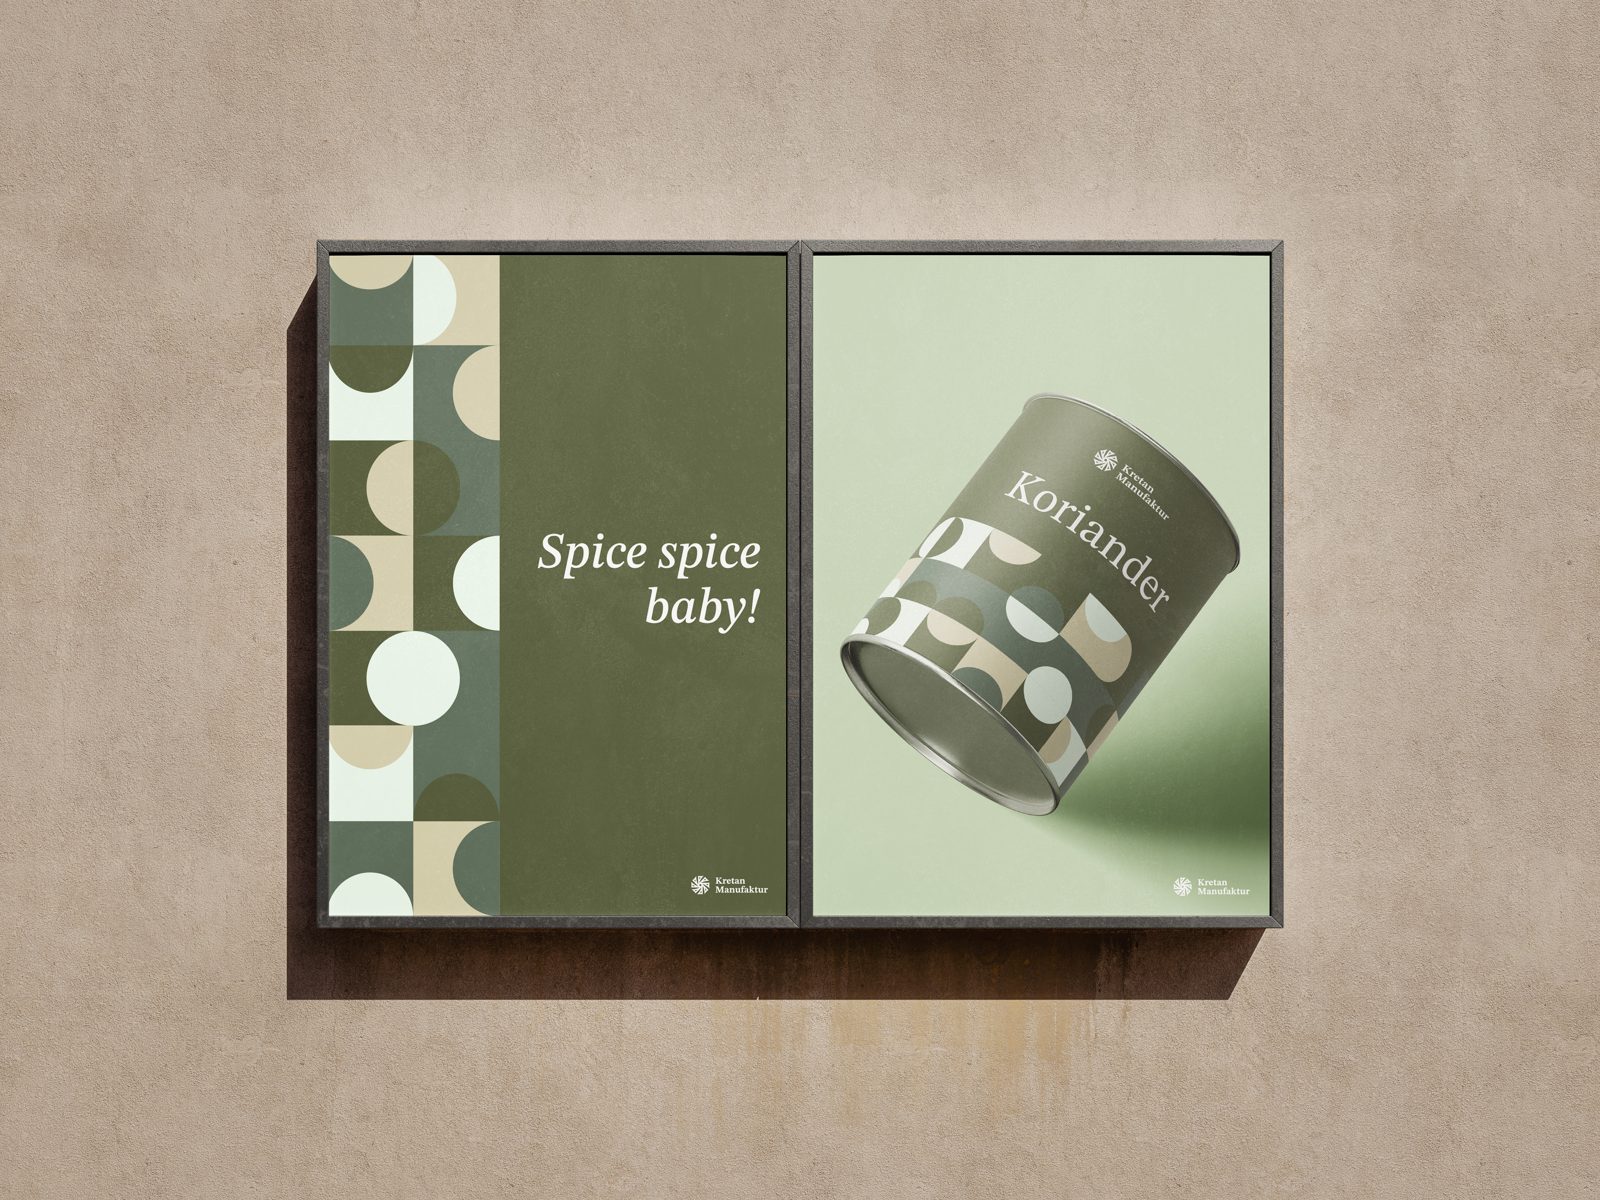 Spice spice
baby!
Kretan
Manufaktur
Kretan
Manufaktur
Koriander
Kretan
Manufaktur